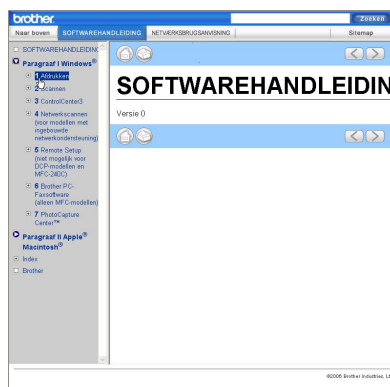 brother.
Zoeken
Naar boven
SOFTWAREHANDLEIDING
NETVÆRKSBRUGSANVISNING
Sitemap
SOFTWAREHANDLEIDING
Paragraaf I Windows®
1 Afdrukken
2 Scannen
3 ControlCenter3
4 Netwerkscannen
(voor modellen met
ingebouwde
netwerkondersteuning)
5 Remote Setup
(niet mogelijk voor
DCP-modellen en
MFC-240C)
6 Brother PC-
Faxsoftware
(alleen MFC-modellen)
7 PhotoCapture
Center™
Paragraaf II Apple®
Macintosh®
Index
Brother
SOFTWAREHANDLEIDIN
Versie 0
©2006 Brother Industries, Lt